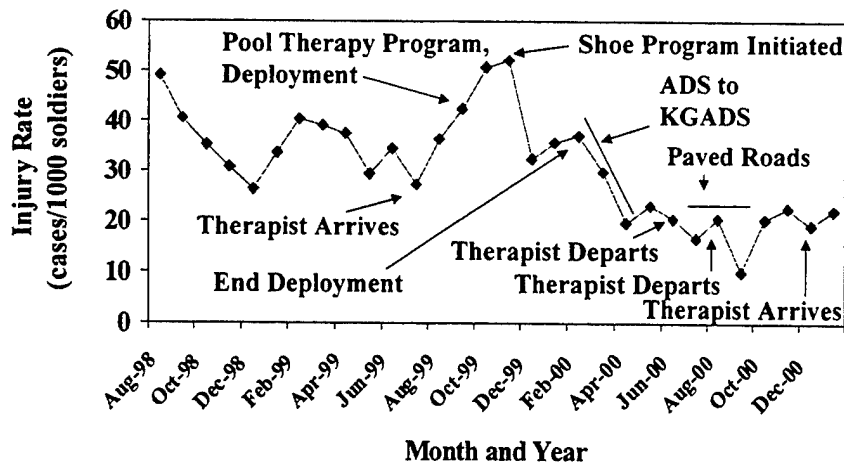 Injury Rate
(cases/1000 soldiers)
60
50
40
30
20
10
0
Pool Therapy Program,
Deployment
Shoe Program Initiated
ADS to
KGADS
Paved Roads
Therapist Arrives
End Deployment
Therapist Departs
Therapist Departs
Therapist Arrives
Aug-98
Oct-98
Dec-98
Feb-99
Apr-99
Jun-99
Aug-99
Oct-99
Dec-99
Feb-00
Apr-00
Jun-00
Aug-00
Oct-00
Dec-00
Month and Year